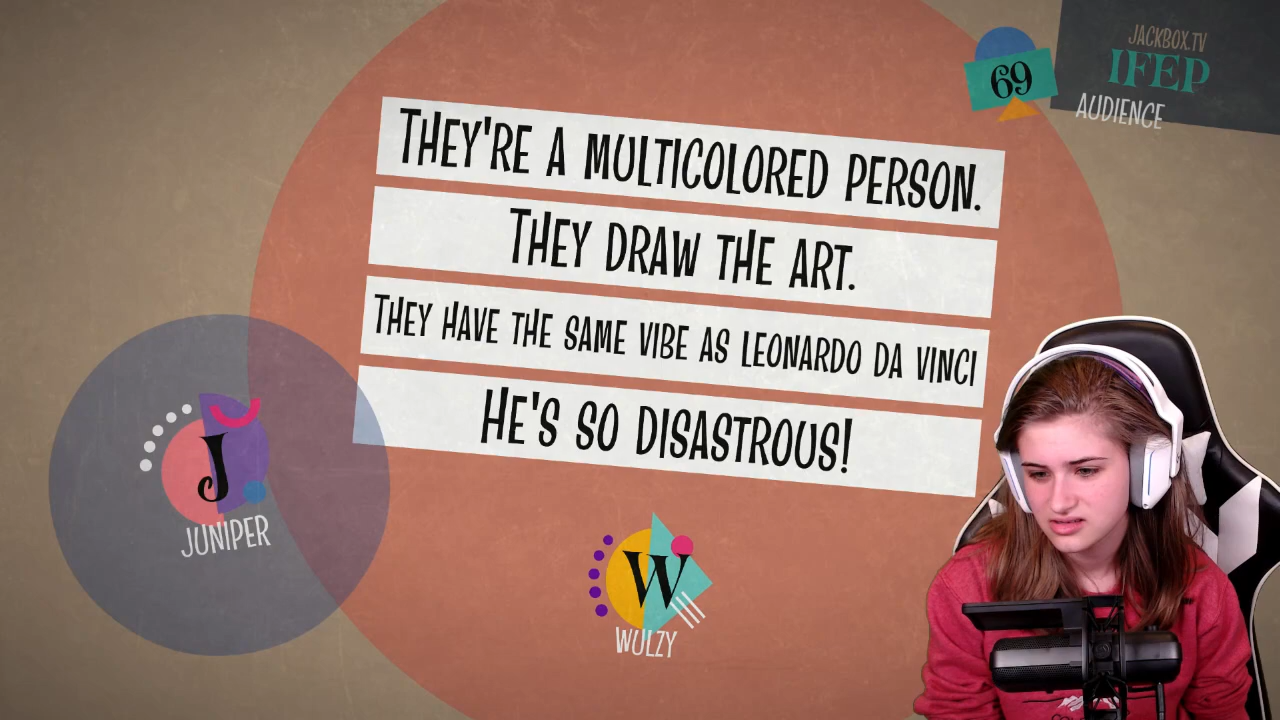 JACKBOX.TV
IFEP
69
AUDIENCE
THEY'RE A MULTICOLORED PERSON.
THEY DRAW THE ART.
THEY HAVE THE SAME VIBE AS LEONARDO DA VINCI
HE'S SO DISASTROUS!
J
JUNIPER
W
WULZY